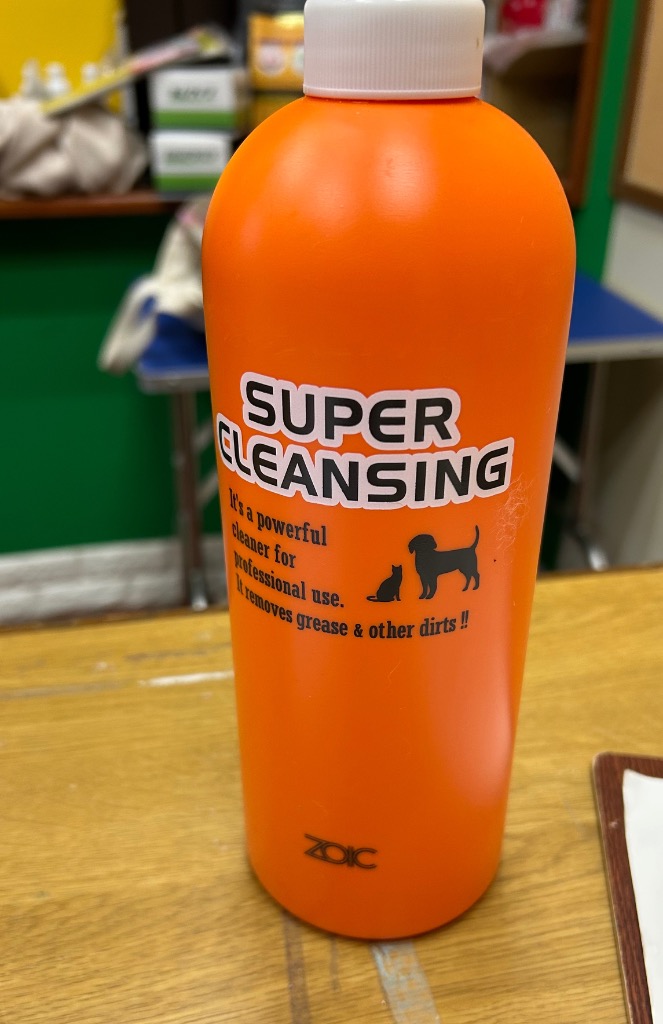 SUPER
CLEANSING
It's a powerful
cleaner for
professional use.
It removes grease & other dirts !!
ZOIC